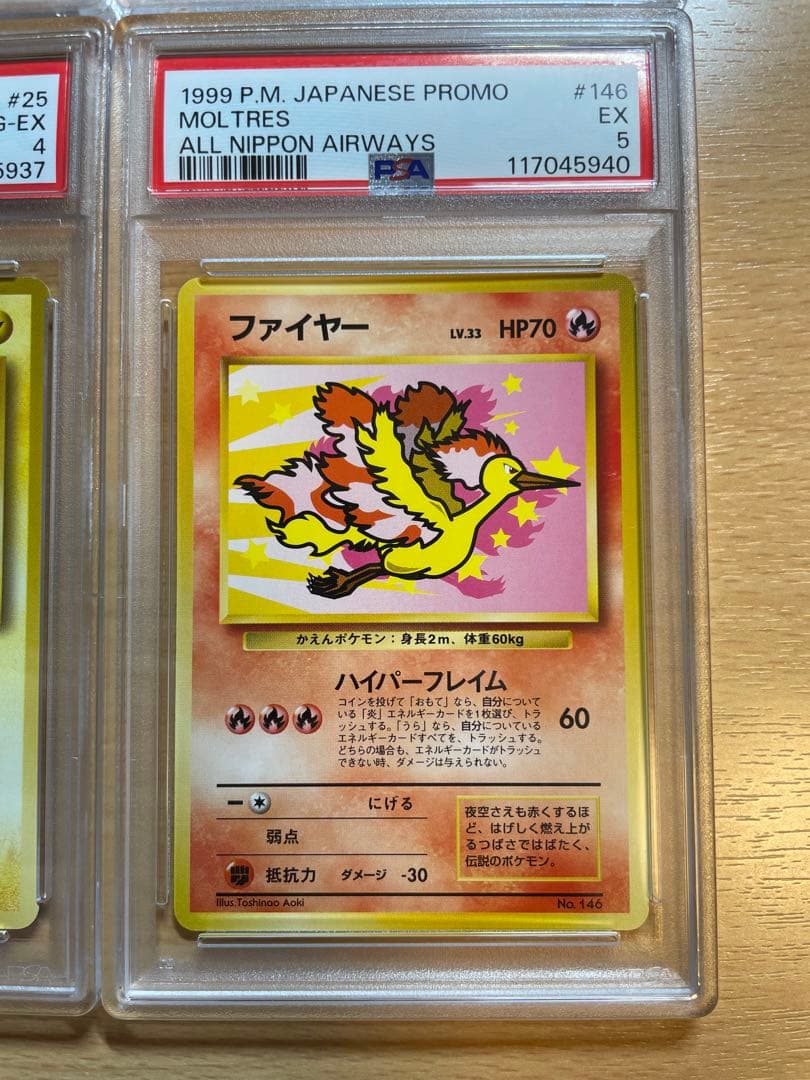 #25
G-EX
4
5937
1999 P.M. JAPANESE PROMO #146
MOLTRES EX
ALL NIPPON AIRWAYS 5
PSA 117045940
ファイヤー LV.33 HP70
かえんポケモン：身長2m、体重60kg
ハイパーフレイム
コインを投げて「おもて」なら、自分につい
ている「炎」エネルギーカードを1枚選び、トラ
ッシュする。「うら」なら、自分についている
エネルギーカードすべてを、トラッシュする。
どちらの場合も、エネルギーカードがトラッシュ
できない時、ダメージは与えられない。
60
にげる
弱点
抵抗力 ダメージ -30
夜空さえも赤くするほ
ど、はげしく燃え上が
るつばさではばたく、
伝説のポケモン。
Illus.Toshinao Aoki No. 146